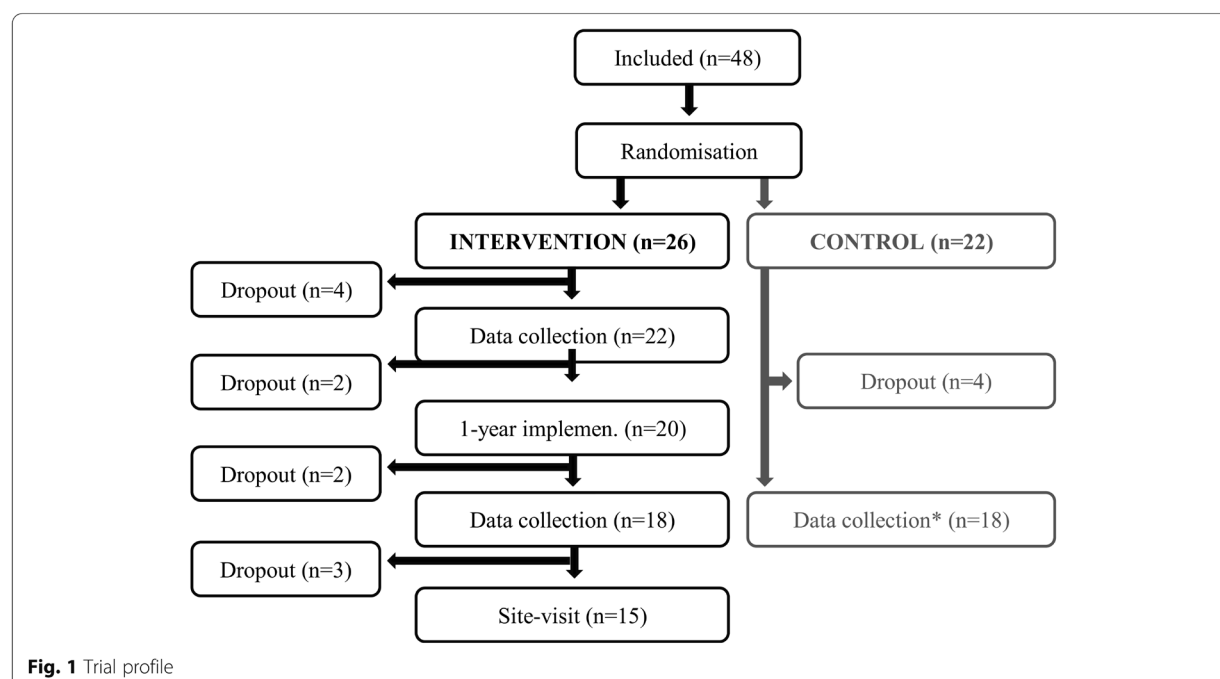 Included (n=48)
Randomisation
INTERVENTION (n=26)
CONTROL (n=22)
Dropout (n=4)
Data collection (n=22)
Dropout (n=2)
Dropout (n=4)
1-year implemen. (n=20)
Dropout (n=2)
Data collection (n=18)
Data collection* (n=18)
Dropout (n=3)
Site-visit (n=15)
Fig. 1 Trial profile